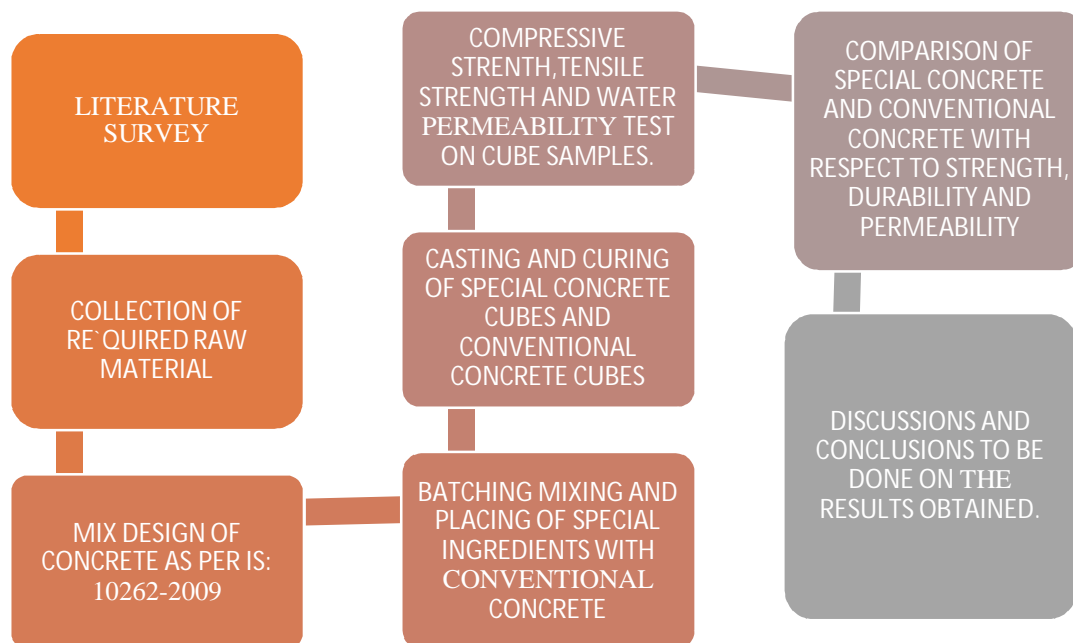 LITERATURE
SURVEY
COLLECTION OF
RE`QUIRED RAW
MATERIAL
MIX DESIGN OF
CONCRETE AS PER IS:
10262-2009
BATCHING MIXING AND
PLACING OF SPECIAL
INGREDIENTS WITH
CONVENTIONAL
CONCRETE
CASTING AND CURING
OF SPECIAL CONCRETE
CUBES AND
CONVENTIONAL
CONCRETE CUBES
COMPRESSIVE
STRENTH,TENSILE
STRENGTH AND WATER
PERMEABILITY TEST
ON CUBE SAMPLES.
COMPARISON OF
SPECIAL CONCRETE
AND CONVENTIONAL
CONCRETE WITH
RESPECT TO STRENGTH,
DURABILITY AND
PERMEABILITY
DISCUSSIONS AND
CONCLUSIONS TO BE
DONE ON THE
RESULTS OBTAINED.